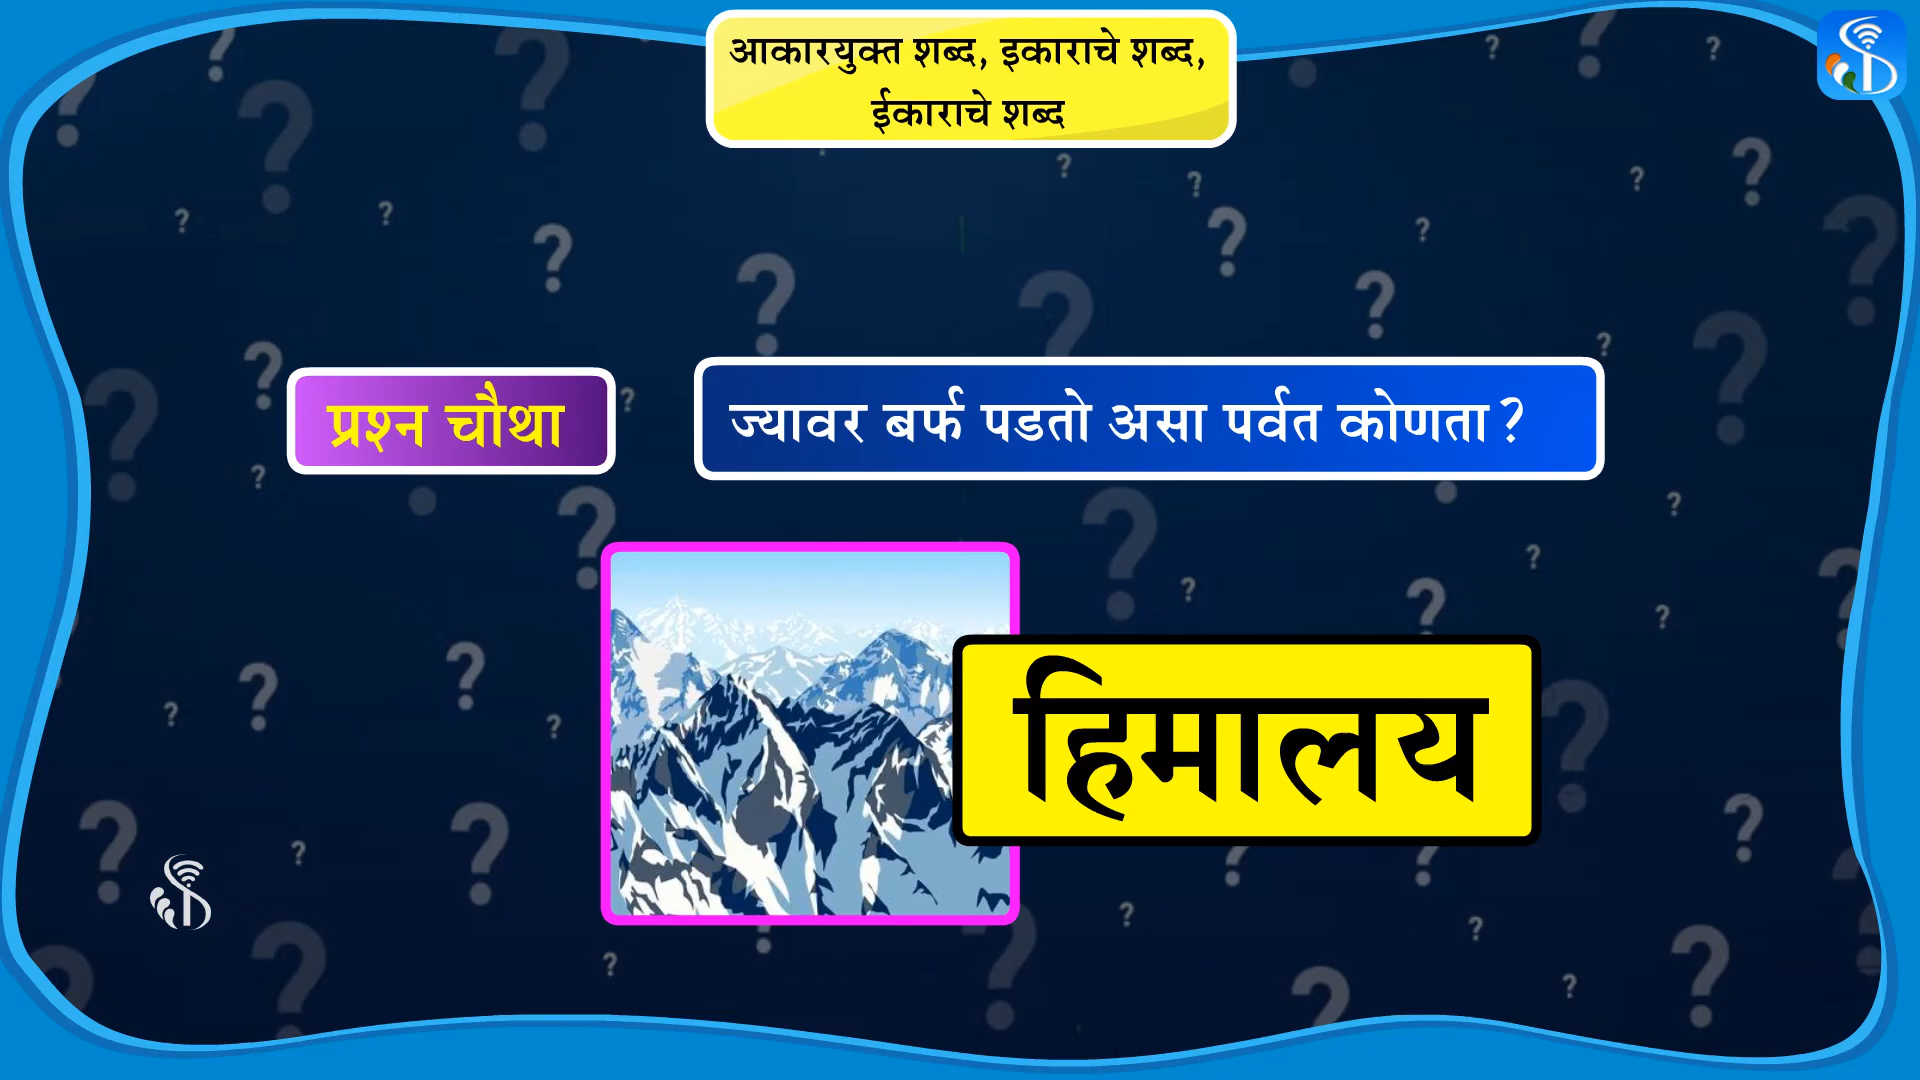 आकारयुक्त शब्द, इकाराचे शब्द,
ईकाराचे शब्द
प्रश्न चौथा
ज्यावर बर्फ पडतो असा पर्वत कोणता?
हिमालय